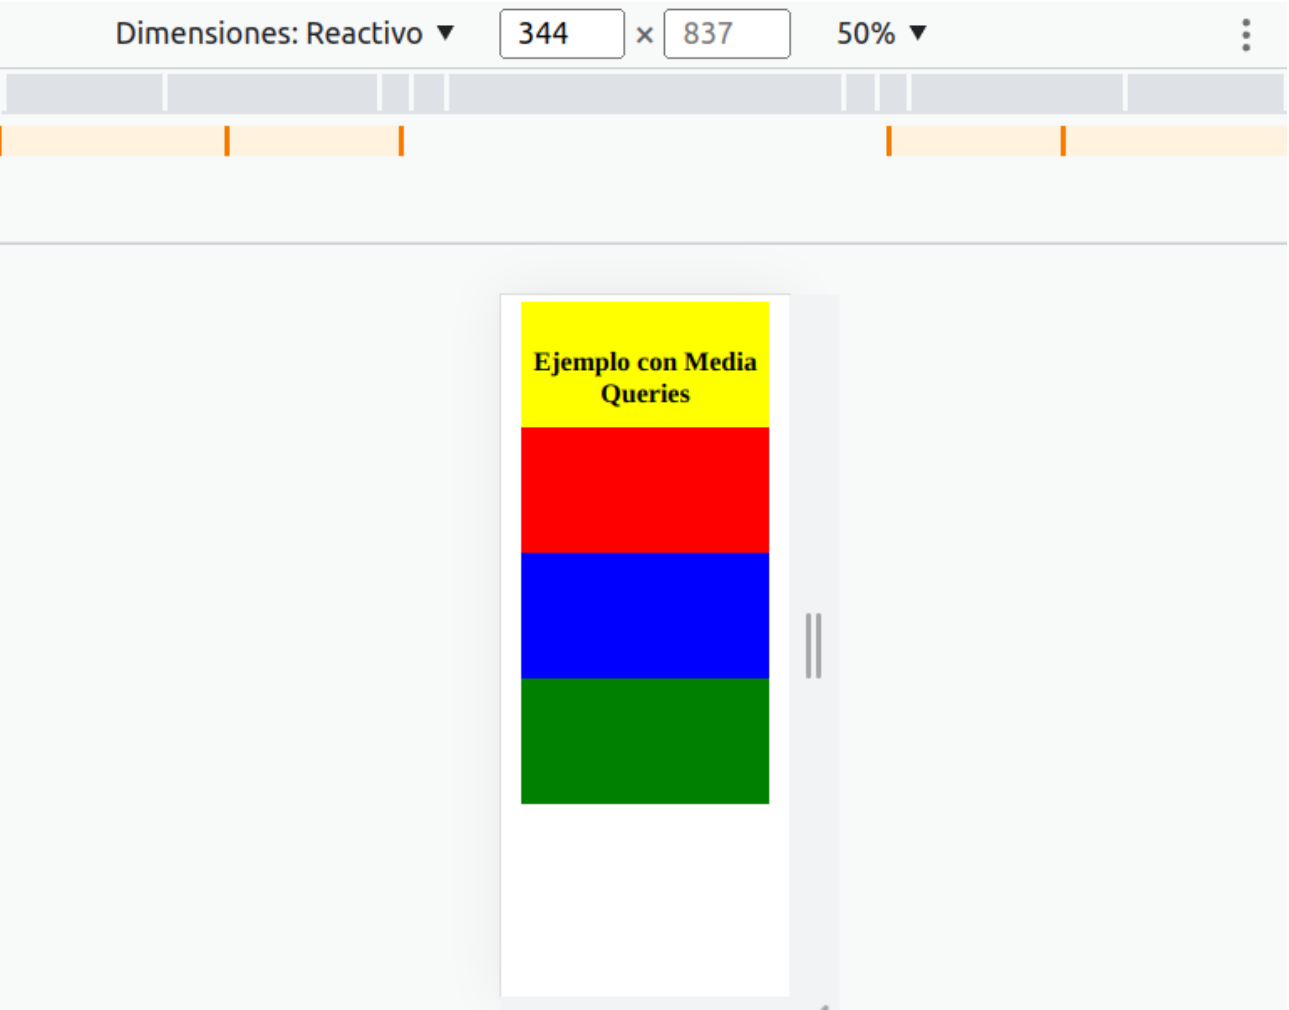 Dimensiones: Reactivo ▼ 344 × 837 50% ▼
Ejemplo con Media
Queries